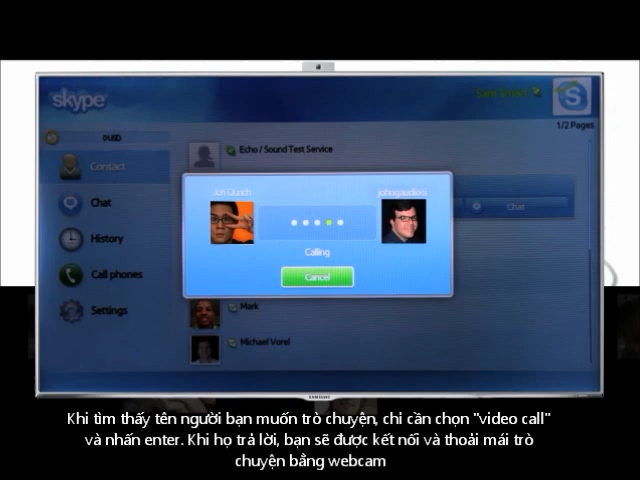 skype
1/2 Pages
0USD
Echo / Sound Test Service
Contact
Jon Quach
Chat
Chat
History
Calling
Call phones
Cancel
Settings
Mark
Michael Vorel
SAMSUNG
Khi tìm thấy tên người bạn muốn trò chuyện, chỉ cần chọn "video call"
và nhấn enter. Khi họ trả lời, bạn sẽ được kết nối và thoải mái trò
chuyện bằng webcam